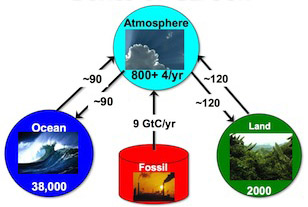 Atmosphere
800+ 4/yr
~90
~120
~90
~120
9 GtC/yr
Ocean
38,000
Fossil
Land
2000